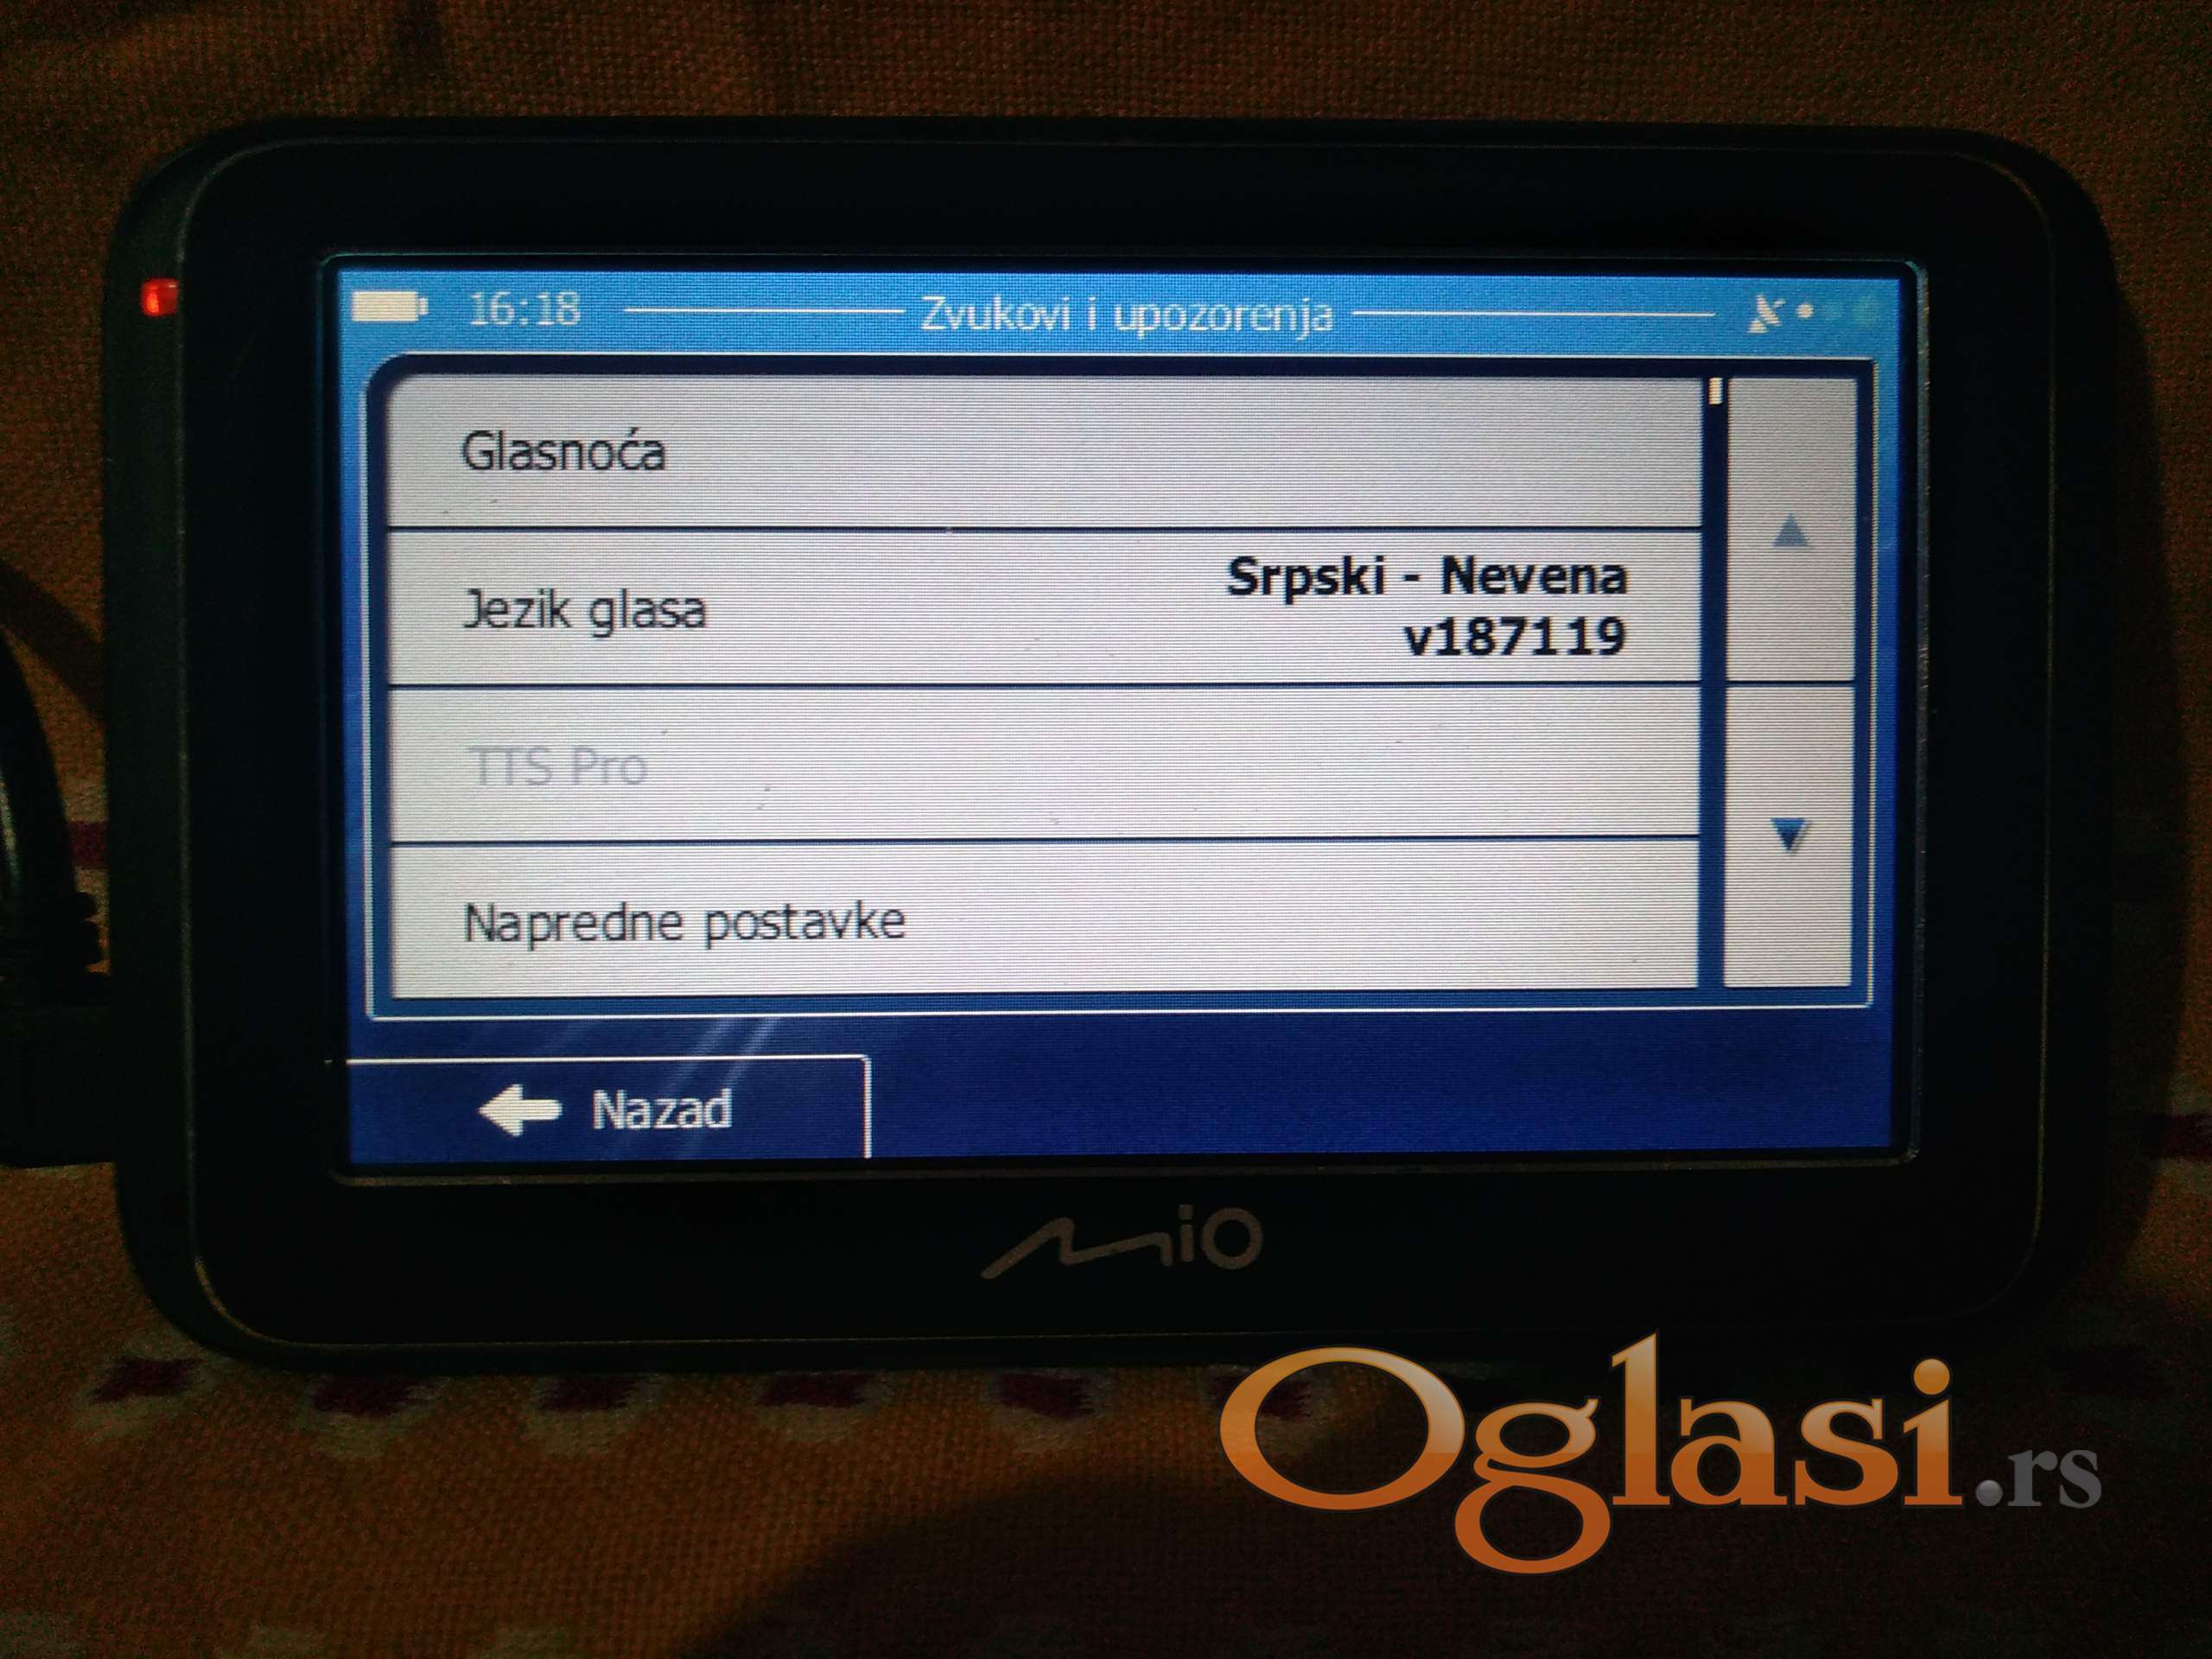 16:18 Zvukovi i upozorenja
Glasnoća
Jezik glasa
Srpski - Nevena
v187119
TTS Pro
Napredne postavke
Nazad
Mio
Oglasi.rs